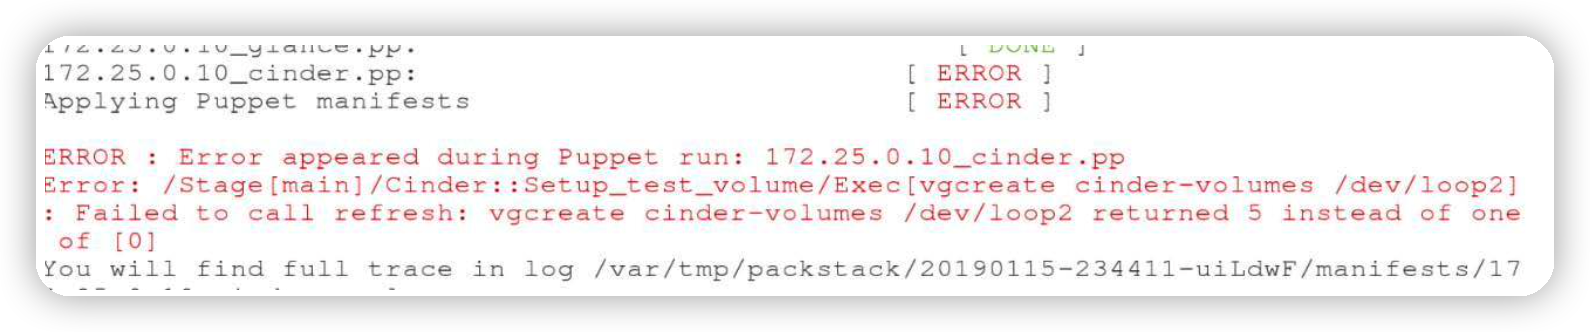 172.25.0.10_glance.pp: [ DONE ]
172.25.0.10_cinder.pp: [ ERROR ]
Applying Puppet manifests [ ERROR ]
ERROR : Error appeared during Puppet run: 172.25.0.10_cinder.pp
Error: /Stage[main]/Cinder::Setup_test_volume/Exec[vgcreate cinder-volumes /dev/loop2]
: Failed to call refresh: vgcreate cinder-volumes /dev/loop2 returned 5 instead of one
of [0]
You will find full trace in log /var/tmp/packstack/20190115-234411-uiLdwF/manifests/17